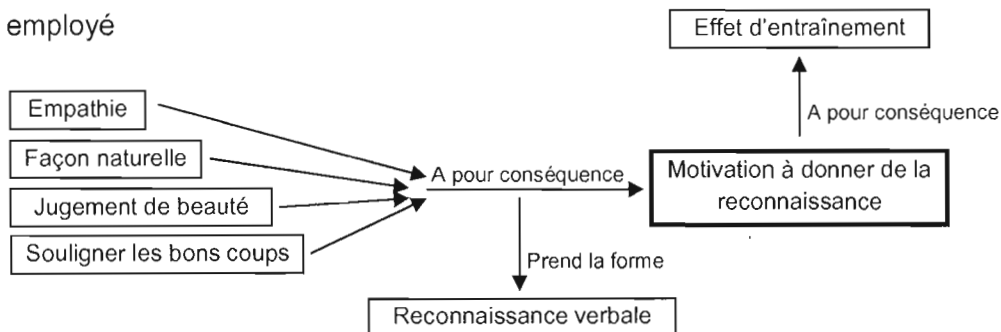 employé
Effet d'entraînement
A pour conséquence
Empathie
Façon naturelle
Jugement de beauté
Souligner les bons coups
A pour conséquence
Motivation à donner de la
reconnaissance
Prend la forme
Reconnaissance verbale